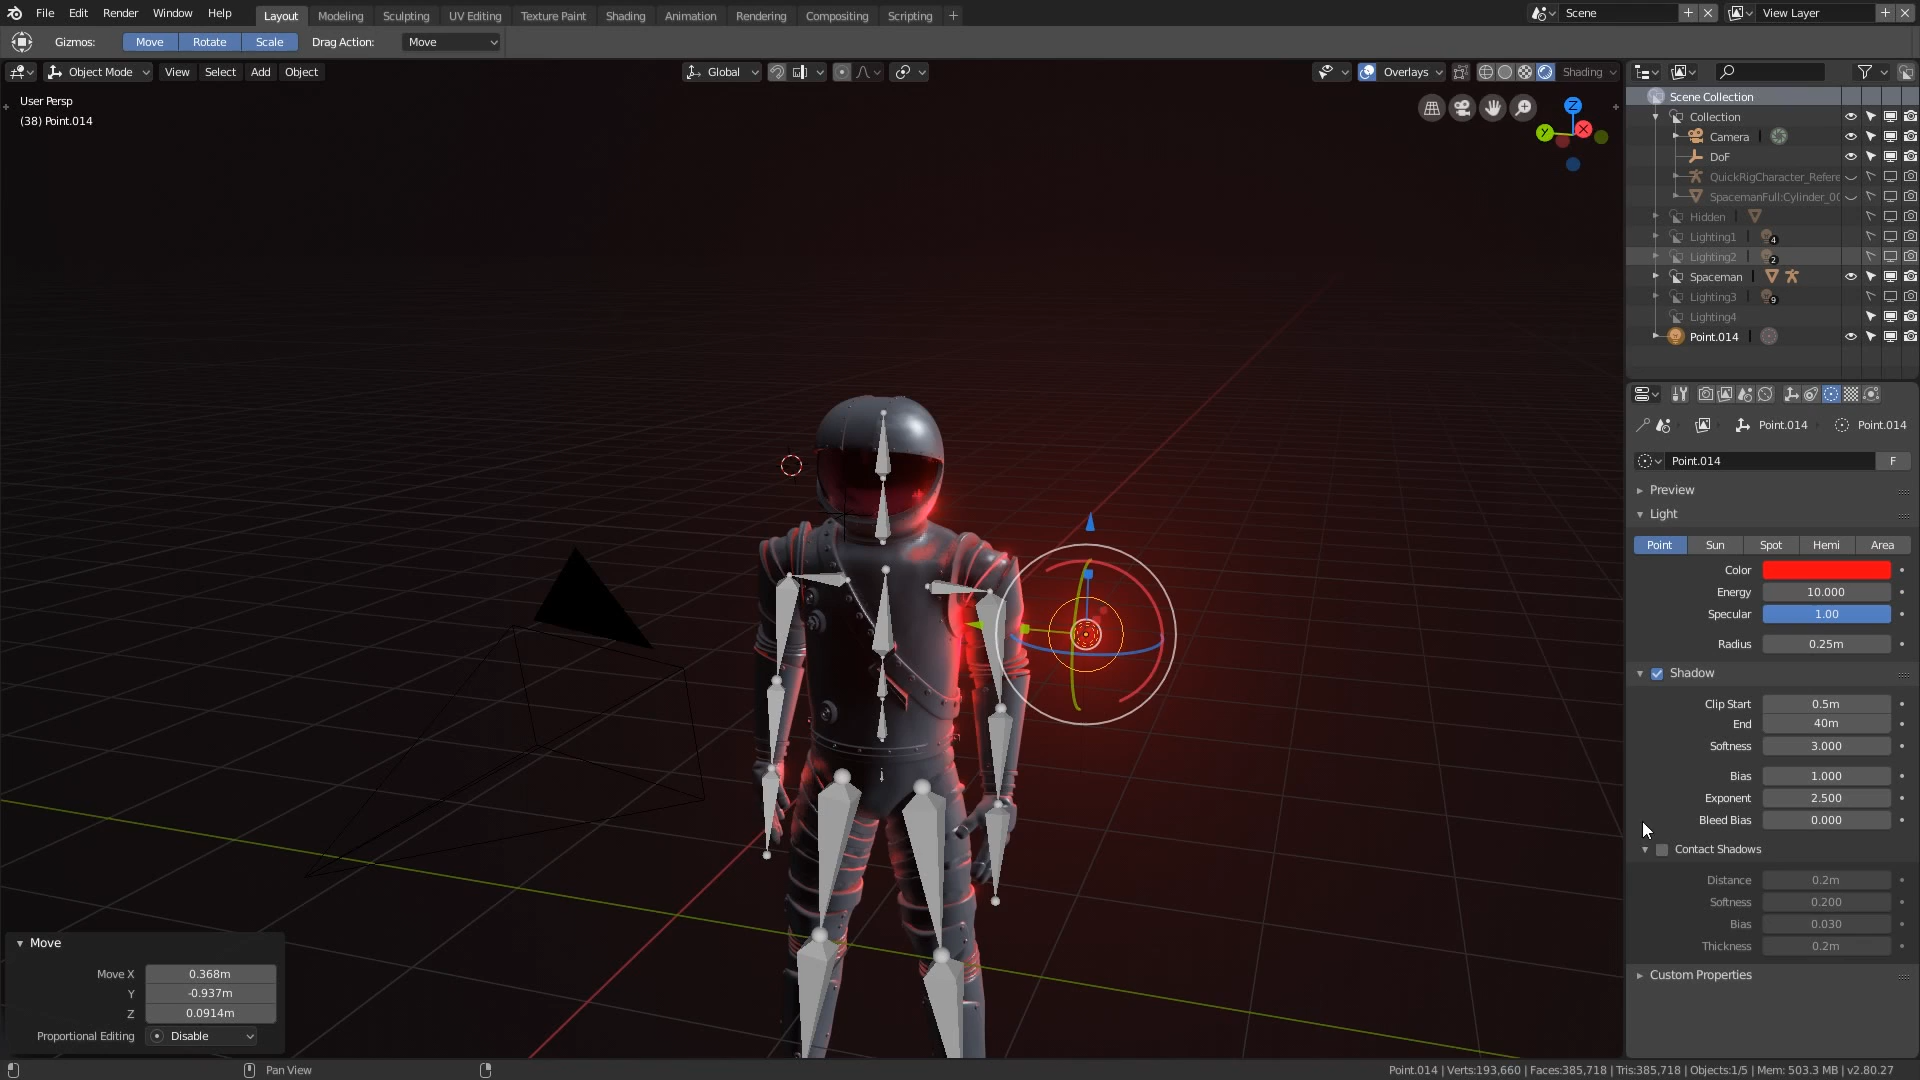 File Edit Render Window Help Layout Modeling Sculpting UV Editing Texture Paint Shading Animation Rendering Compositing Scripting + Scene View Layer
Gizmos: Move Rotate Scale Drag Action: Move
Object Mode View Select Add Object Global Overlays Shading
User Persp
(38) Point.014
Z
Y
X
Scene Collection
Collection
Camera
DoF
QuickRigCharacter_Refere
SpacemanFull:Cylinder_00
Hidden
Lighting1 4
Lighting2 2
Spaceman
Lighting3 9
Lighting4
Point.014
Point.014 Point.014
Point.014 F
Preview
Light
Point Sun Spot Hemi Area
Color
Energy 10.000
Specular 1.00
Radius 0.25m
Shadow
Clip Start 0.5m
End 40m
Softness 3.000
Bias 1.000
Exponent 2.500
Bleed Bias 0.000
Contact Shadows
Distance 0.2m
Softness 0.200
Bias 0.030
Thickness 0.2m
Custom Properties
Move
Move X 0.368m
Y -0.937m
Z 0.0914m
Proportional Editing Disable
Pan View
Point.014 | Verts:193,660 | Faces:385,718 | Tris:385,718 | Objects:1/5 | Mem: 503.3 MB | v2.80.27